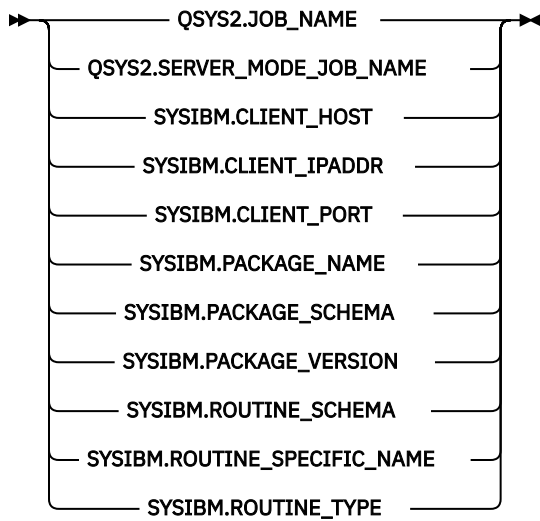 QSYS2.JOB_NAME
QSYS2.SERVER_MODE_JOB_NAME
SYSIBM.CLIENT_HOST
SYSIBM.CLIENT_IPADDR
SYSIBM.CLIENT_PORT
SYSIBM.PACKAGE_NAME
SYSIBM.PACKAGE_SCHEMA
SYSIBM.PACKAGE_VERSION
SYSIBM.ROUTINE_SCHEMA
SYSIBM.ROUTINE_SPECIFIC_NAME
SYSIBM.ROUTINE_TYPE